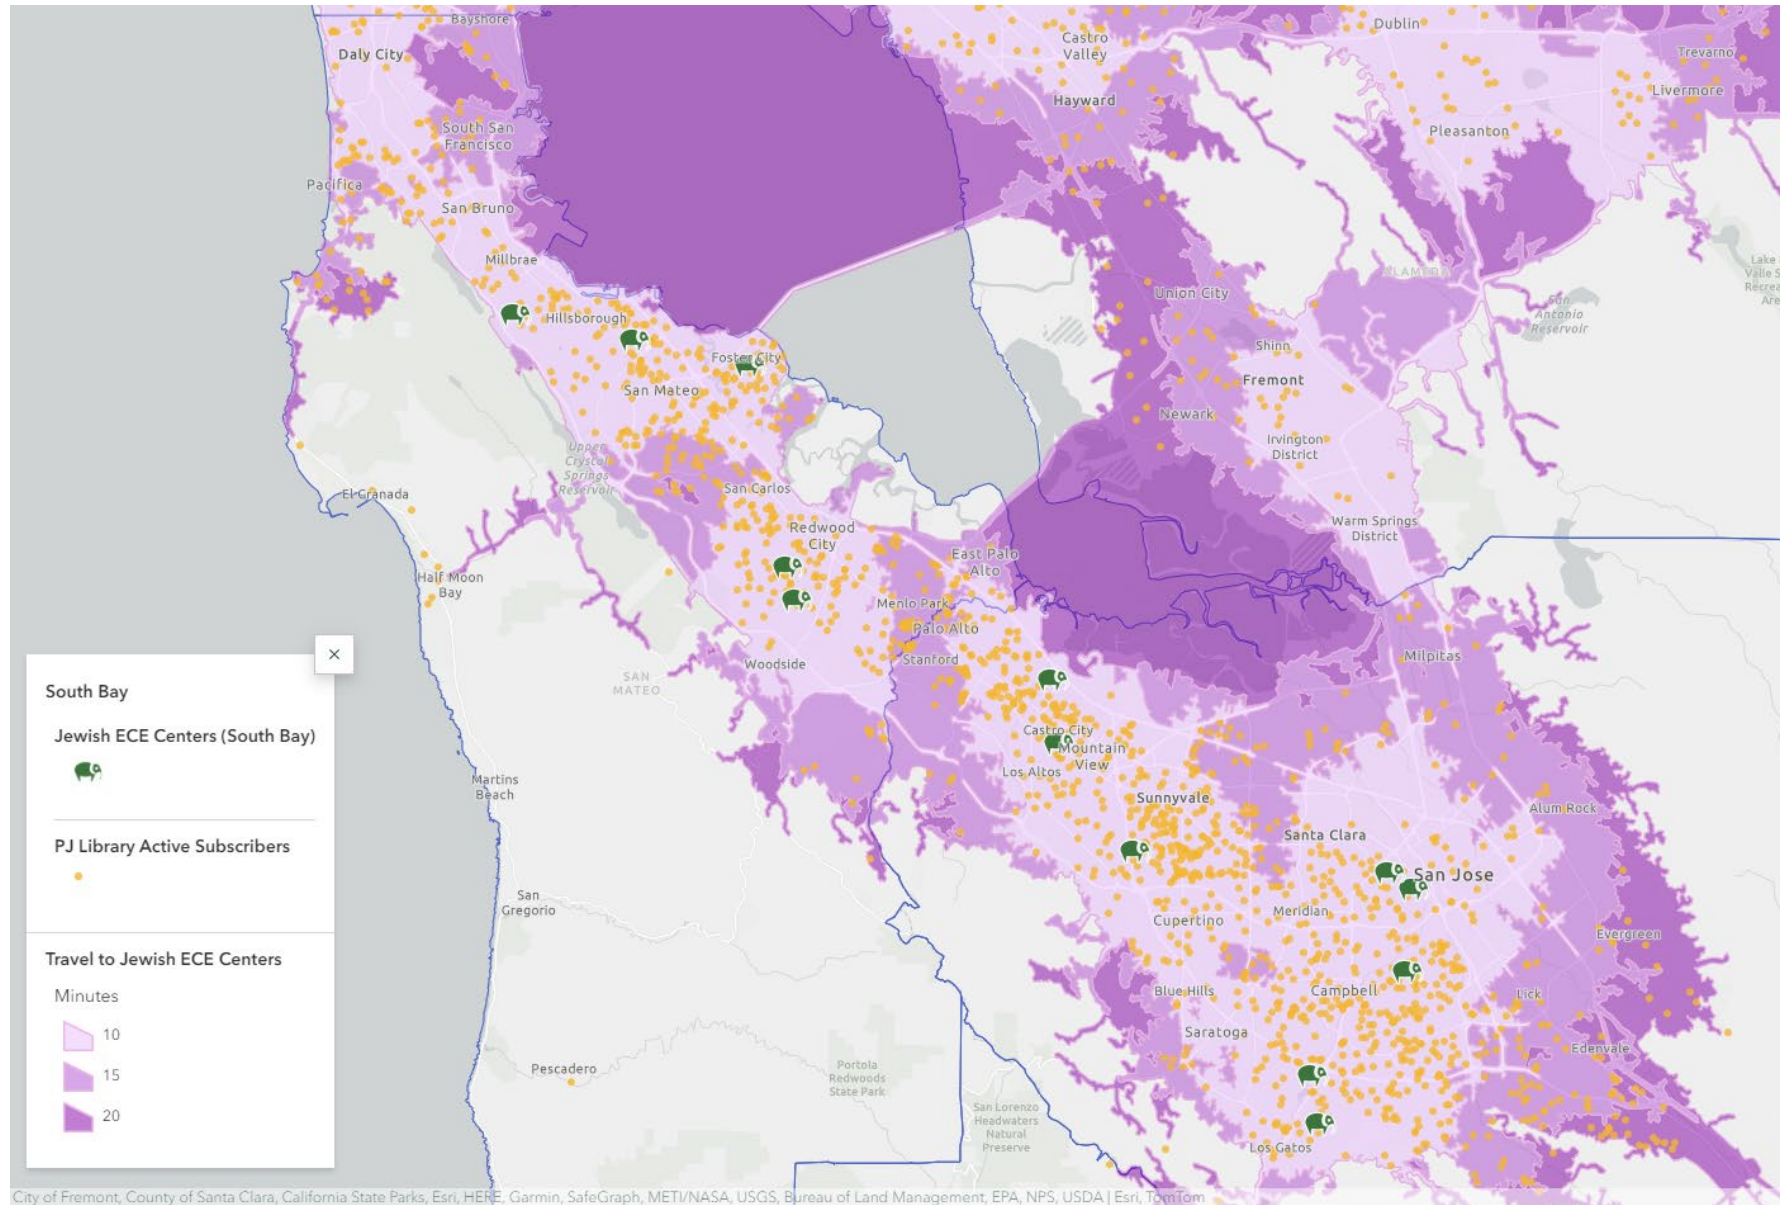 Bayshore
Daly City
South San
Francisco
Pacifica
San Bruno
Millbrae
Hillsborough
Foster City
San Mateo
Upper
Crystal
Springs
Reservoir
San Carlos
Redwood
City
El Granada
Half Moon
Bay
East Palo
Alto
Menlo Park
Palo Alto
Stanford
Woodside
SAN
MATEO
Castro City
Mountain
View
Los Altos
Sunnyvale
Martins
Beach
San
Gregorio
Pescadero
Portola
Redwoods
State Park
San Lorenzo
Headwaters
Natural
Preserve
Castro
Valley
Hayward
Dublin
Trevarno
Livermore
Pleasanton
Union City
ALAMEDA
San
Antonio
Reservoir
Shinn
Fremont
Newark
Irvington
District
Warm Springs
District
Milpitas
Alum Rock
Santa Clara
San Jose
Meridian
Cupertino
Evergreen
Campbell
Blue Hills
Lick
Saratoga
Edenvale
Los Gatos
Lake
Valle S
Recrea
Are
South Bay
Jewish ECE Centers (South Bay)
PJ Library Active Subscribers
Travel to Jewish ECE Centers
Minutes
10
15
20
City of Fremont, County of Santa Clara, California State Parks, Esri, HERE, Garmin, SafeGraph, METI/NASA, USGS, Bureau of Land Management, EPA, NPS, USDA | Esri, TomTom